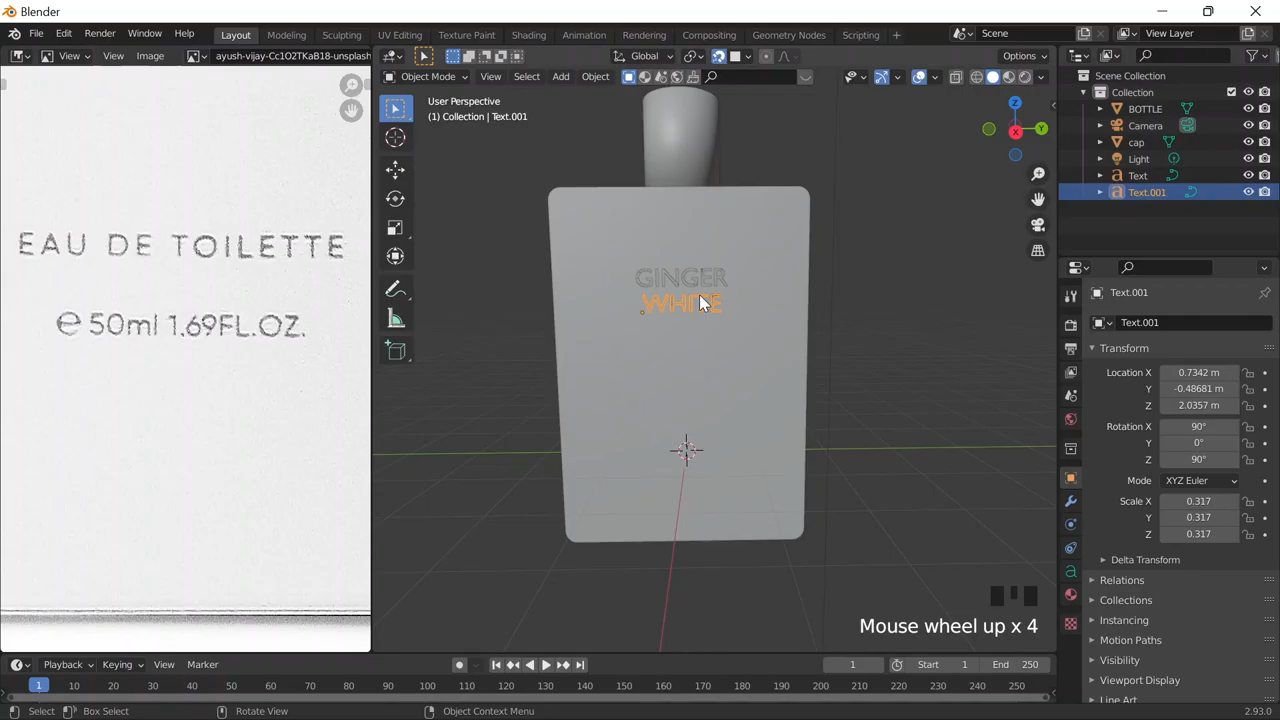 Blender
File Edit Render Window Help Layout Modeling Sculpting UV Editing Texture Paint Shading Animation Rendering Compositing Geometry Nodes Scripting + Scene View Layer
View Image ayush-vijay-Cc1O2TKaB18-unsplash Global Options
Object Mode View Select Add Object Scene Collection
User Perspective
(1) Collection | Text.001
Collection
BOTTLE
Camera
cap
Light
Text
Text.001
Z
Y
X
EAU DE TOILETTE
℮50ml 1.69FL.OZ.
GINGER
WHITE
Text.001
Text.001
Transform
Location X 0.7342 m
Y -0.48681 m
Z 2.0357 m
Rotation X 90°
Y 0°
Z 90°
Mode XYZ Euler
Scale X 0.317
Y 0.317
Z 0.317
Delta Transform
Relations
Collections
Instancing
Motion Paths
Visibility
Viewport Display
Line Art
Mouse wheel up x 4
Playback Keying View Marker 1 Start 1 End 250
1 10 20 30 40 50 60 70 80 90 100 110 120 130 140 150 160 170 180 190 200 210 220 230 240 250
Select Box Select Rotate View Object Context Menu 2.93.0